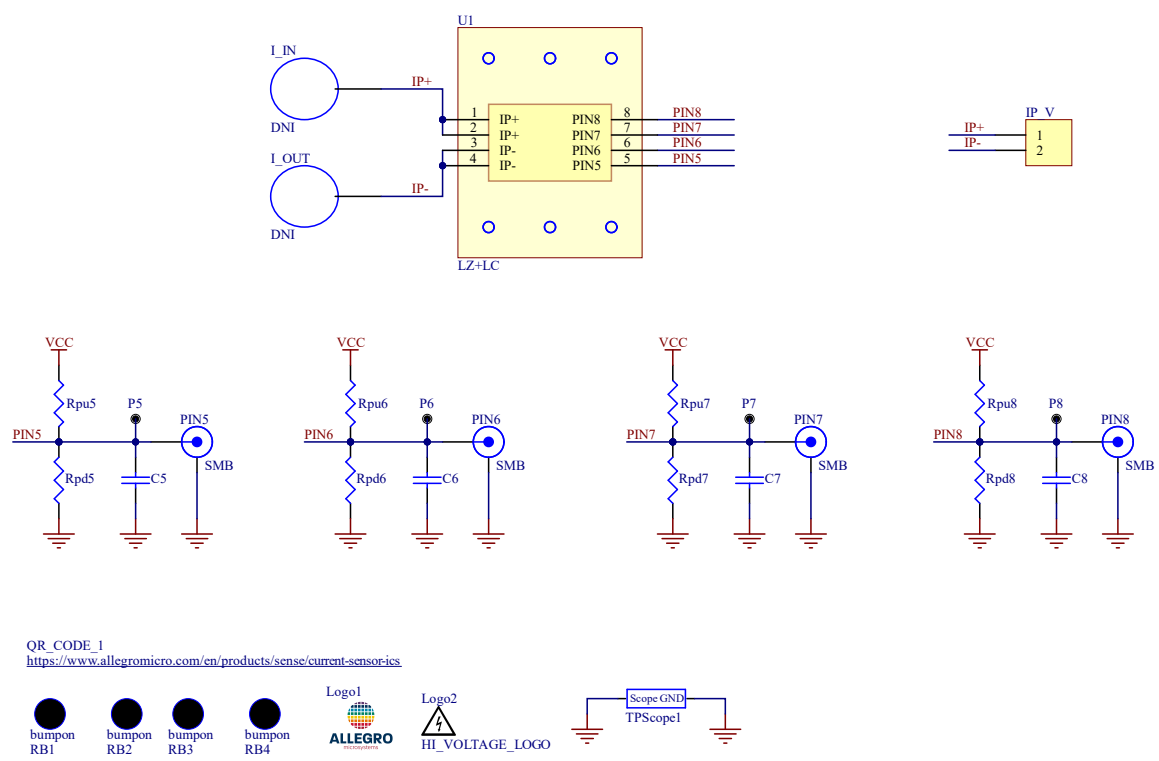 U1
I_IN
IP+
DNI
I_OUT
IP-
DNI
1 IP+ PIN8 8 PIN8
2 IP+ PIN7 7 PIN7
3 IP- PIN6 6 PIN6
4 IP- PIN5 5 PIN5
LZ+LC
IP_V
IP+ 1
IP- 2
VCC VCC VCC VCC
Rpu5 P5 Rpu6 P6 Rpu7 P7 Rpu8 P8
PIN5 PIN6 PIN7 PIN8
PIN5 PIN6 PIN7 PIN8
SMB SMB SMB SMB
Rpd5 C5 Rpd6 C6 Rpd7 C7 Rpd8 C8
QR_CODE_1
https://www.allegromicro.com/en/products/sense/current-sensor-ics
bumpon bumpon bumpon bumpon
RB1 RB2 RB3 RB4
Logo1
ALLEGRO
microsystems
Logo2
HI_VOLTAGE_LOGO
Scope GND
TPScope1